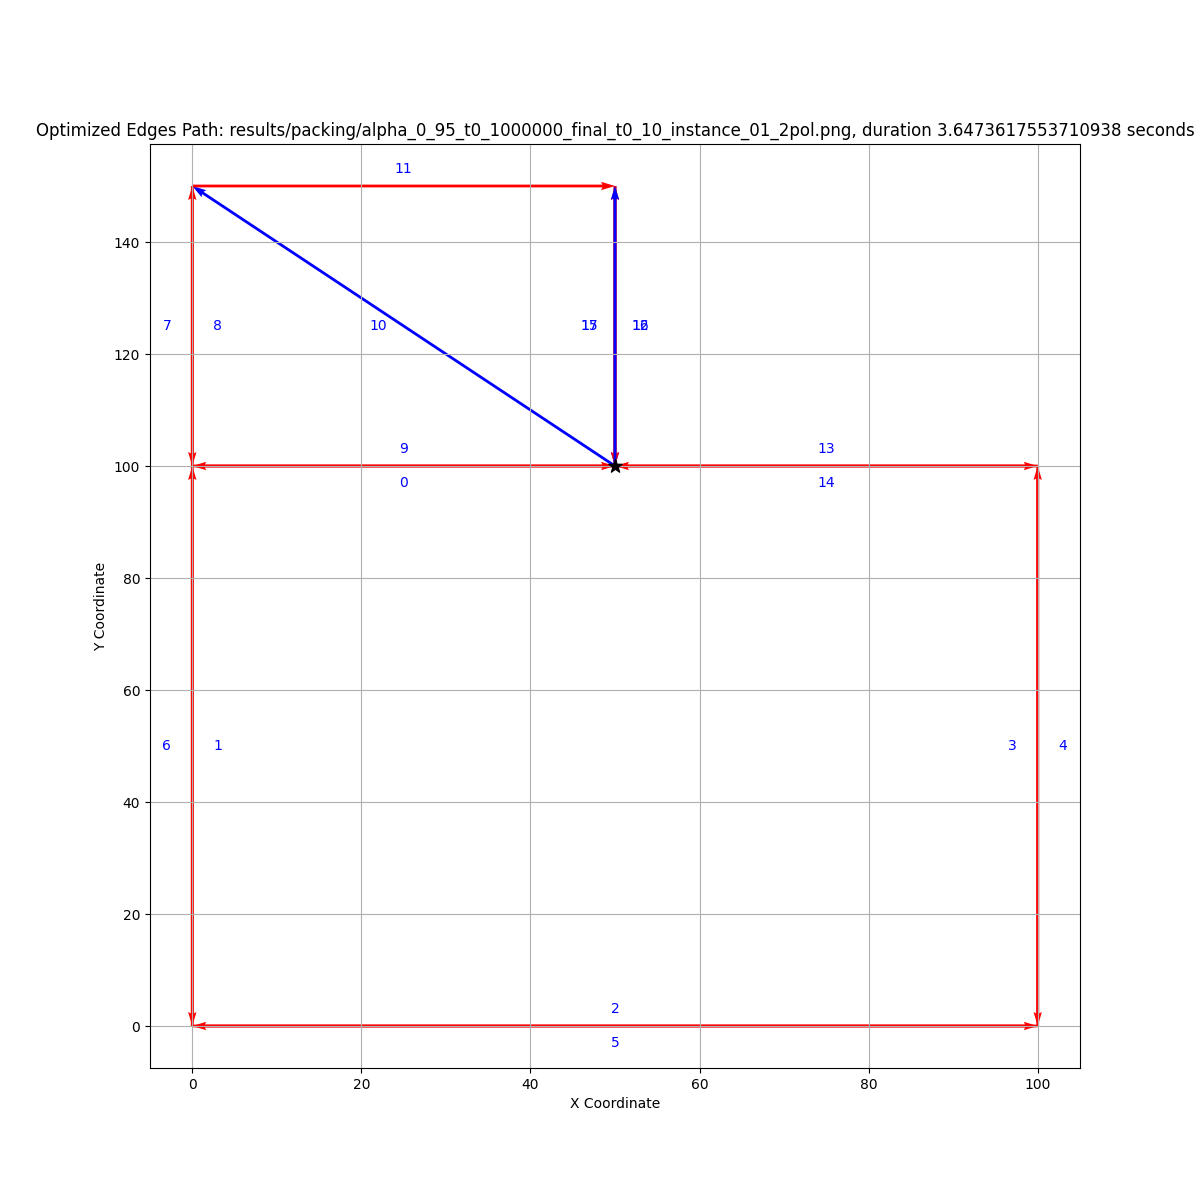 Optimized Edges Path: results/packing/alpha_0_95_t0_1000000_final_t0_10_instance_01_2pol.png, duration 3.6473617553710938 seconds
11
140
7 8 10
120
9
13
100
0
14
80
Y Coordinate
60
6 1 3 4
40
20
2
0
5
0 20 40 60 80 100
X Coordinate